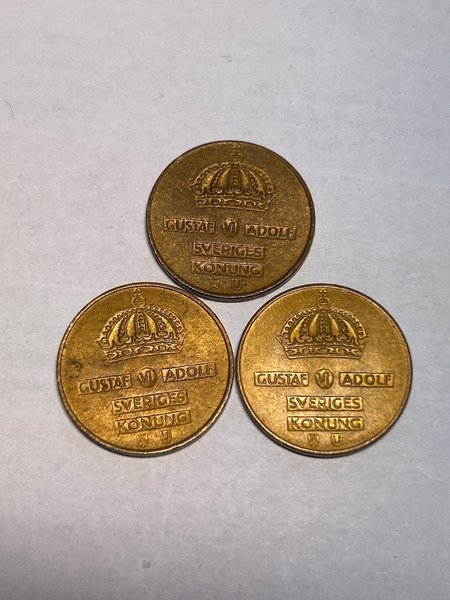 GUSTAF VI ADOLF
SVERIGES
KONUNG
U
GUSTAF VI ADOLF
SVERIGES
KONUNG
U
GUSTAF VI ADOLF
SVERIGES
KONUNG
U